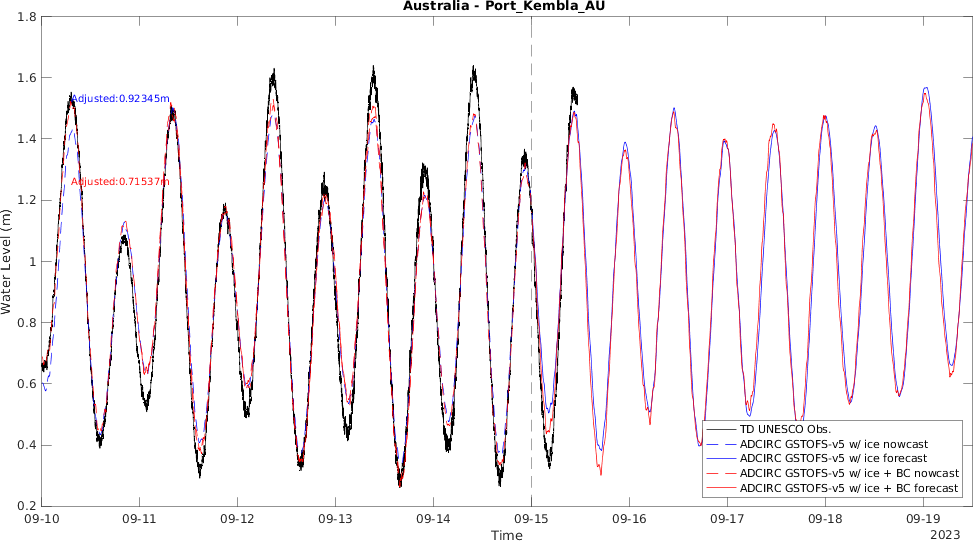 Australia - Port_Kembla_AU
1.8
1.6
1.4
1.2
1
0.8
0.6
0.4
0.2
Water Level (m)
Adjusted:0.92345m
Adjusted:0.71537m
TD UNESCO Obs.
ADCIRC GSTOFS-v5 w/ ice nowcast
ADCIRC GSTOFS-v5 w/ ice forecast
ADCIRC GSTOFS-v5 w/ ice + BC nowcast
ADCIRC GSTOFS-v5 w/ ice + BC forecast
09-10 09-11 09-12 09-13 09-14 09-15 09-16 09-17 09-18 09-19
Time
2023